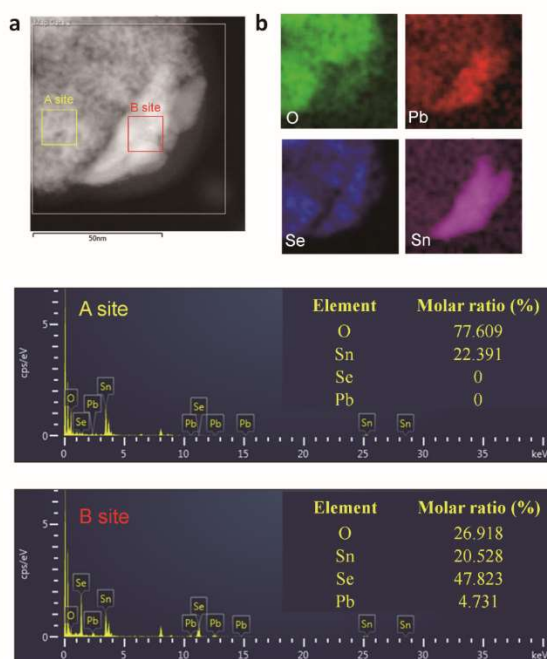 a
b
A site
B site
50nm
O
Pb
Se
Sn
A site
Element Molar ratio (%)
O 77.609
Sn 22.391
Se 0
Pb 0
cps/eV
5
0
O Se Pb Sn Pb Se Pb Pb Sn Sn
0 5 10 15 20 25 30 35 keV
B site
Element Molar ratio (%)
O 26.918
Sn 20.528
Se 47.823
Pb 4.731
cps/eV
5
0
O Se Pb Sn Pb Se Pb Pb Sn Sn
0 5 10 15 20 25 30 35 keV